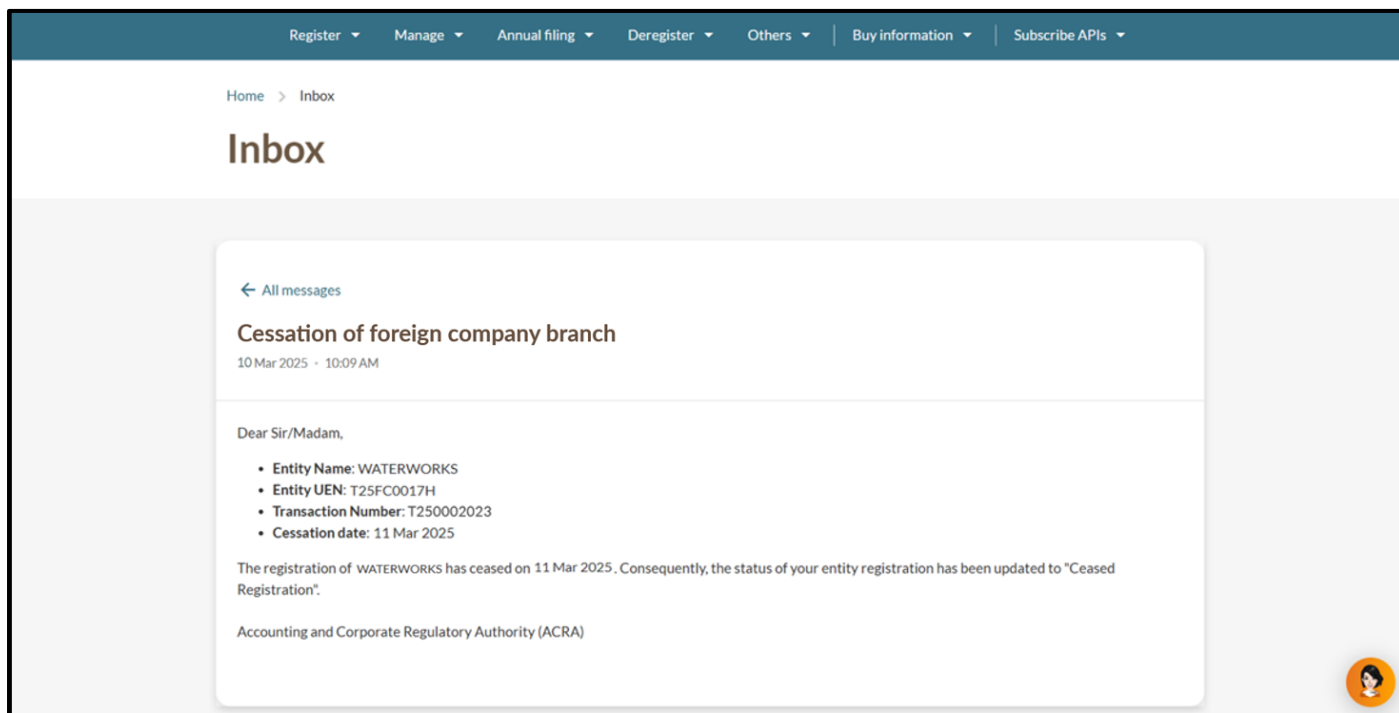 Register Manage Annual filing Deregister Others Buy information Subscribe APIs
Home > Inbox
Inbox
← All messages
Cessation of foreign company branch
10 Mar 2025 • 10:09 AM
Dear Sir/Madam,
• Entity Name: WATERWORKS
• Entity UEN: T25FC0017H
• Transaction Number: T250002023
• Cessation date: 11 Mar 2025
The registration of WATERWORKS has ceased on 11 Mar 2025. Consequently, the status of your entity registration has been updated to "Ceased
Registration".
Accounting and Corporate Regulatory Authority (ACRA)